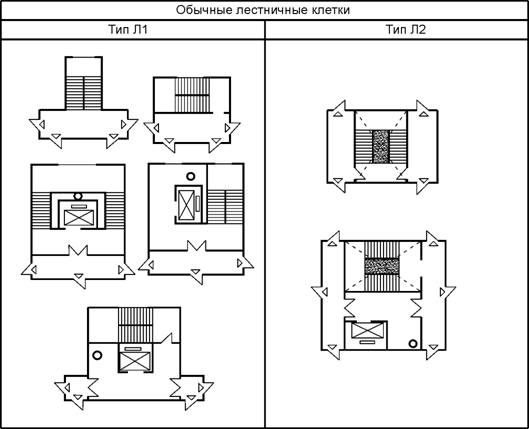 Обычные лестничные клетки
Тип Л1
Тип Л2